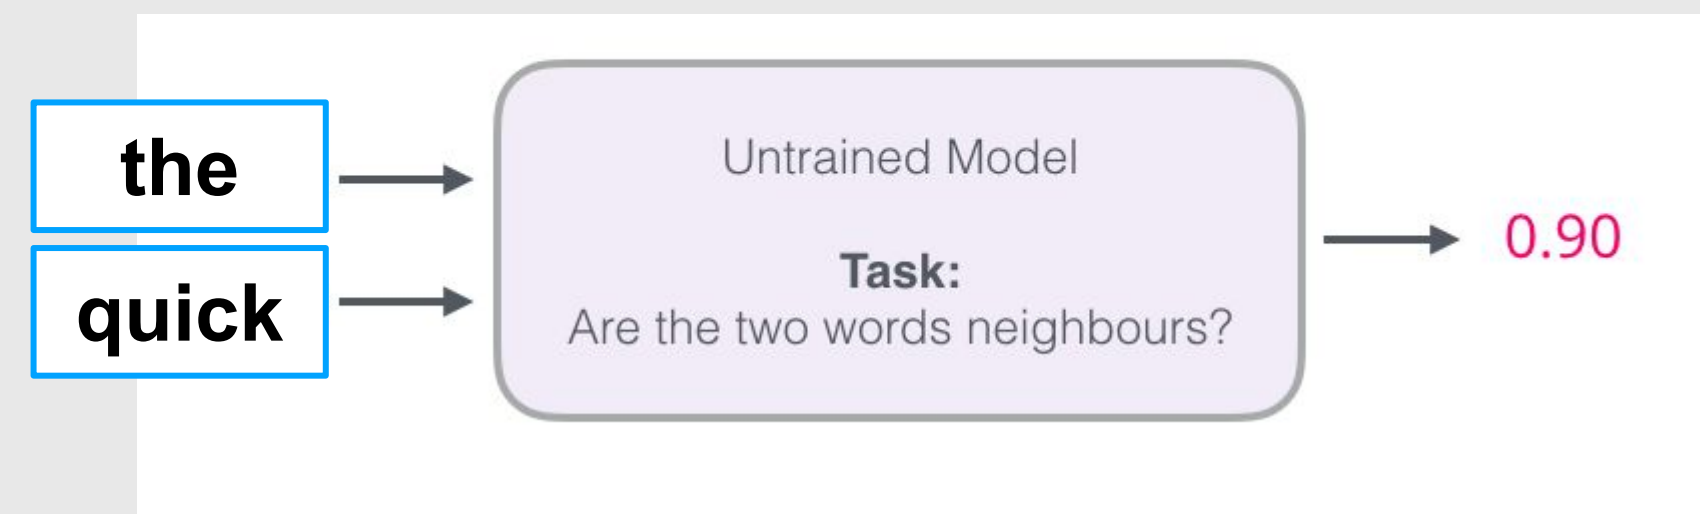 the
quick
Untrained Model
Task:
Are the two words neighbours?
0.90